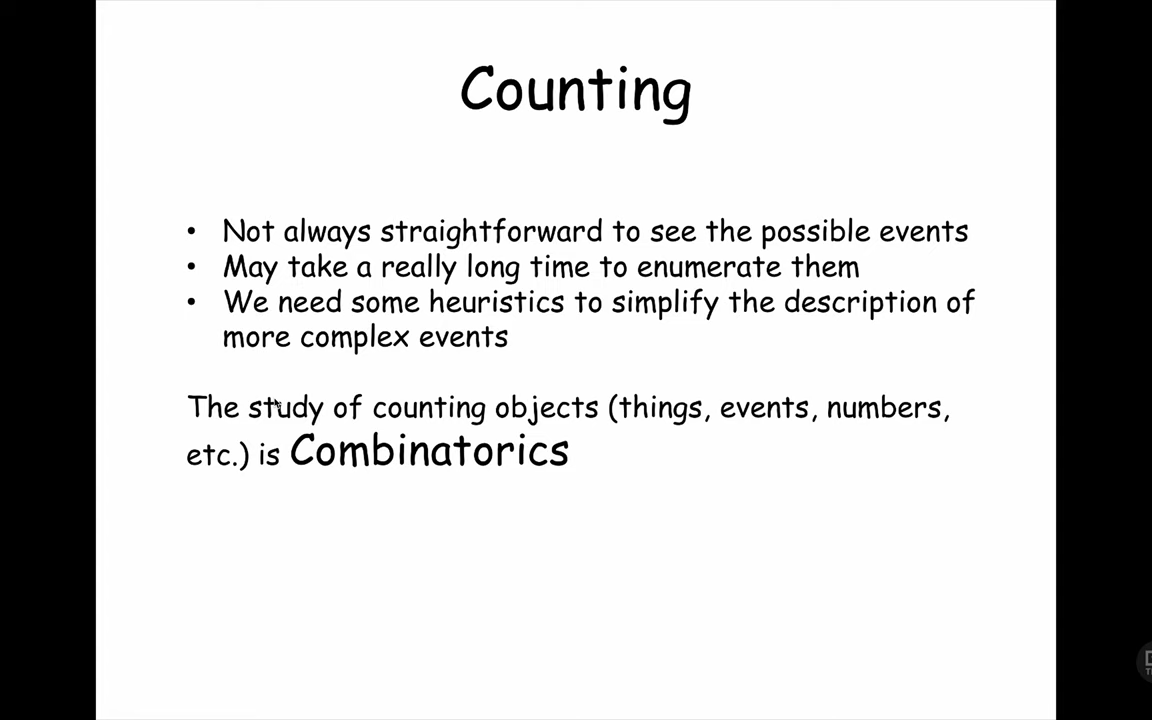 Counting
• Not always straightforward to see the possible events
• May take a really long time to enumerate them
• We need some heuristics to simplify the description of
more complex events
The study of counting objects (things, events, numbers,
etc.) is Combinatorics